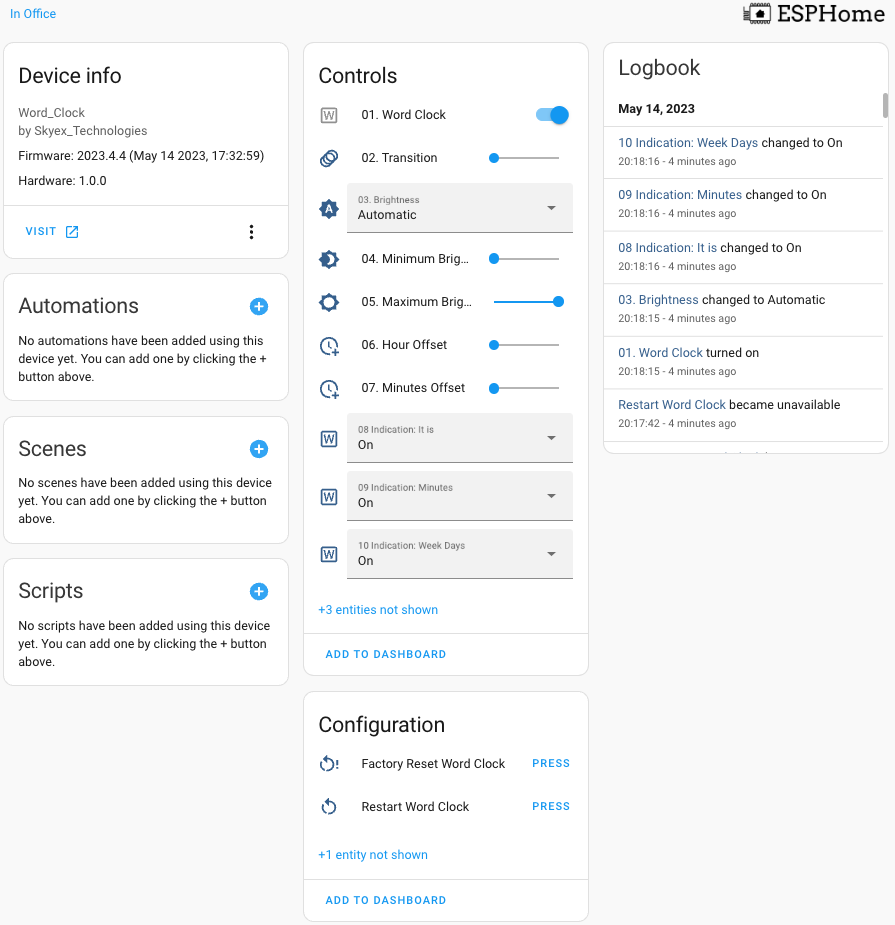 In Office
ESPHome
Device info
Word_Clock
by Skyex_Technologies
Firmware: 2023.4.4 (May 14 2023, 17:32:59)
Hardware: 1.0.0
VISIT
Automations
No automations have been added using this
device yet. You can add one by clicking the +
button above.
Scenes
No scenes have been added using this device
yet. You can add one by clicking the + button
above.
Scripts
No scripts have been added using this device
yet. You can add one by clicking the + button
above.
Controls
W 01. Word Clock
02. Transition
A 03. Brightness
Automatic
04. Minimum Brig...
05. Maximum Brig...
06. Hour Offset
07. Minutes Offset
W 08 Indication: It is
On
W 09 Indication: Minutes
On
W 10 Indication: Week Days
On
+3 entities not shown
ADD TO DASHBOARD
Configuration
Factory Reset Word Clock PRESS
Restart Word Clock PRESS
+1 entity not shown
ADD TO DASHBOARD
Logbook
May 14, 2023
10 Indication: Week Days changed to On
20:18:16 - 4 minutes ago
09 Indication: Minutes changed to On
20:18:16 - 4 minutes ago
08 Indication: It is changed to On
20:18:16 - 4 minutes ago
03. Brightness changed to Automatic
20:18:15 - 4 minutes ago
01. Word Clock turned on
20:18:15 - 4 minutes ago
Restart Word Clock became unavailable
20:17:42 - 4 minutes ago